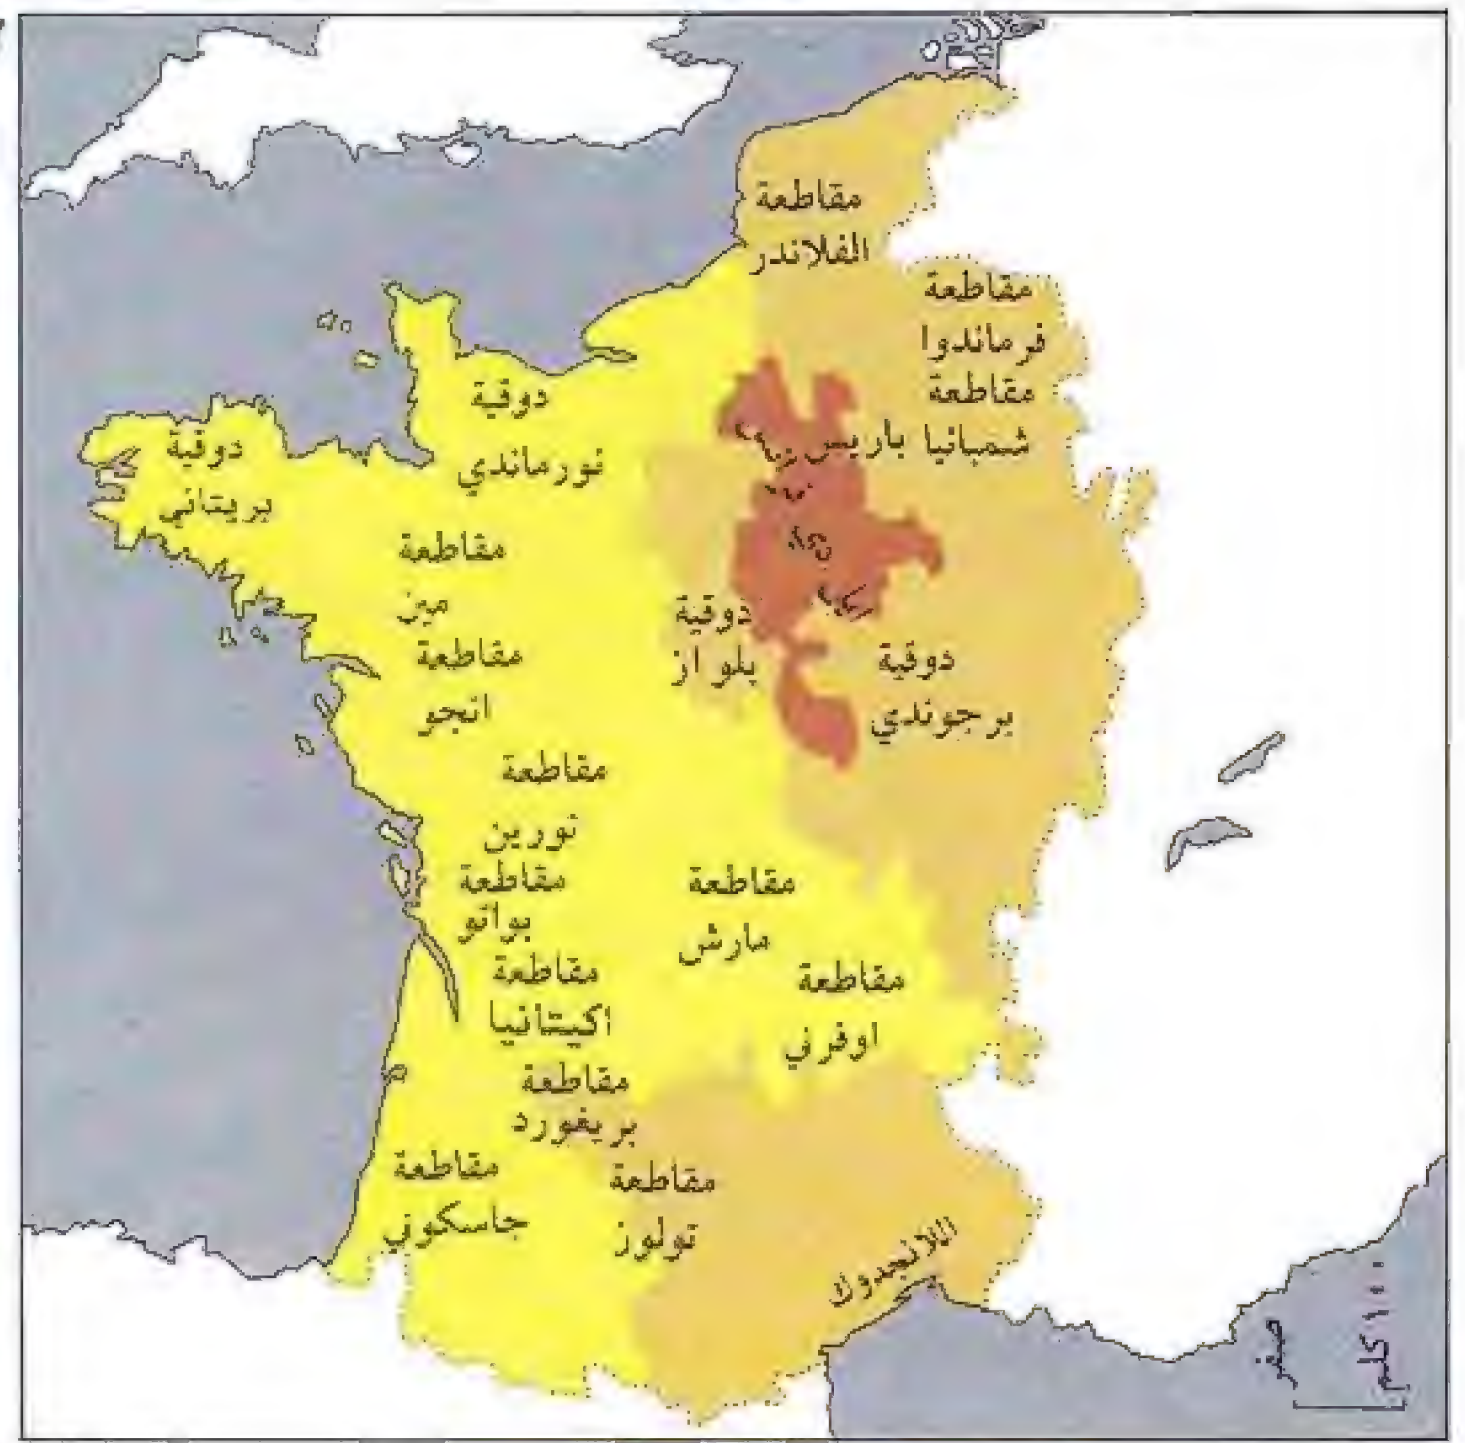 مقاطعة
الفلاندر
مقاطعة
فرماندوا
مقاطعة
شمبانيا
باريس
دوقية
نورماندي
دوقية
بريتاني
مقاطعة
مين
مقاطعة
انجو
دوقية
بلواز
دوقية
برجوندي
مقاطعة
تورين
مقاطعة
بواتو
مقاطعة
مارش
مقاطعة
اكيتانيا
مقاطعة
اوفرني
مقاطعة
بريغورد
مقاطعة
جاسكوني
مقاطعة
تولوز
اللانجدوك
صفر
١٠٠ كلم